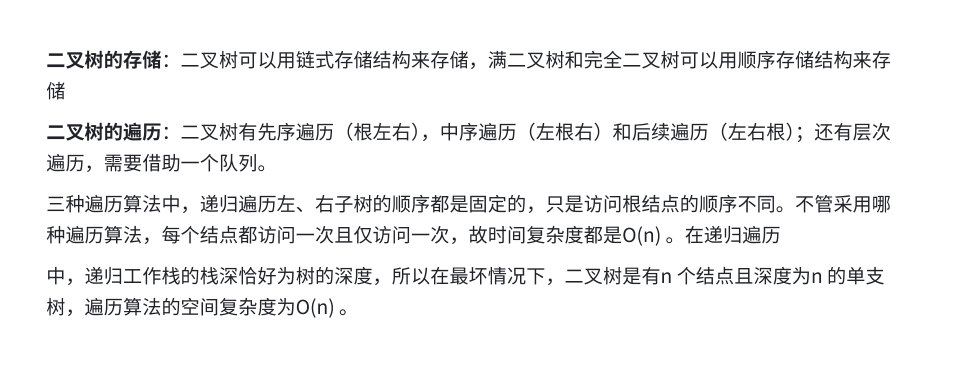 二叉树的存储：二叉树可以用链式存储结构来存储，满二叉树和完全二叉树可以用顺序存储结构来存
储
二叉树的遍历：二叉树有先序遍历（根左右），中序遍历（左根右）和后续遍历（左右根）；还有层次
遍历，需要借助一个队列。
三种遍历算法中，递归遍历左、右子树的顺序都是固定的，只是访问根结点的顺序不同。不管采用哪
种遍历算法，每个结点都访问一次且仅访问一次，故时间复杂度都是O(n) 。在递归遍历
中，递归工作栈的栈深恰好为树的深度，所以在最坏情况下，二叉树是有n 个结点且深度为n 的单支
树，遍历算法的空间复杂度为O(n) 。